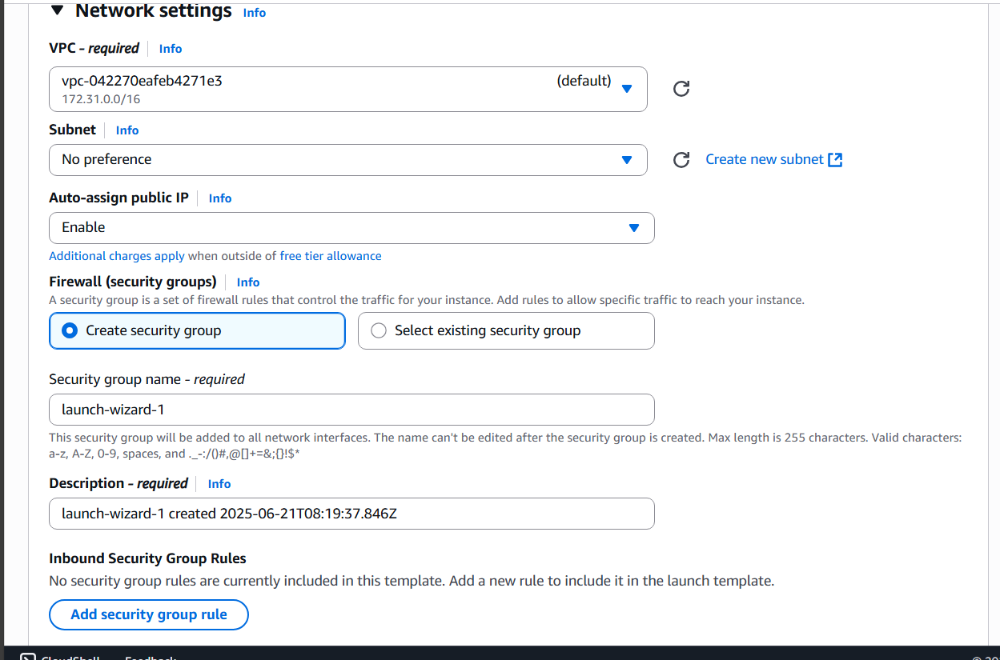 Network settings Info
VPC - required Info
vpc-042270eafeb4271e3 (default)
172.31.0.0/16
Subnet Info
No preference Create new subnet
Auto-assign public IP Info
Enable
Additional charges apply when outside of free tier allowance
Firewall (security groups) Info
A security group is a set of firewall rules that control the traffic for your instance. Add rules to allow specific traffic to reach your instance.
Create security group Select existing security group
Security group name - required
launch-wizard-1
This security group will be added to all network interfaces. The name can't be edited after the security group is created. Max length is 255 characters. Valid characters:
a-z, A-Z, 0-9, spaces, and ._-:/()#,@[]+=&;{}!$*
Description - required Info
launch-wizard-1 created 2025-06-21T08:19:37.846Z
Inbound Security Group Rules
No security group rules are currently included in this template. Add a new rule to include it in the launch template.
Add security group rule
CloudShell Feedback